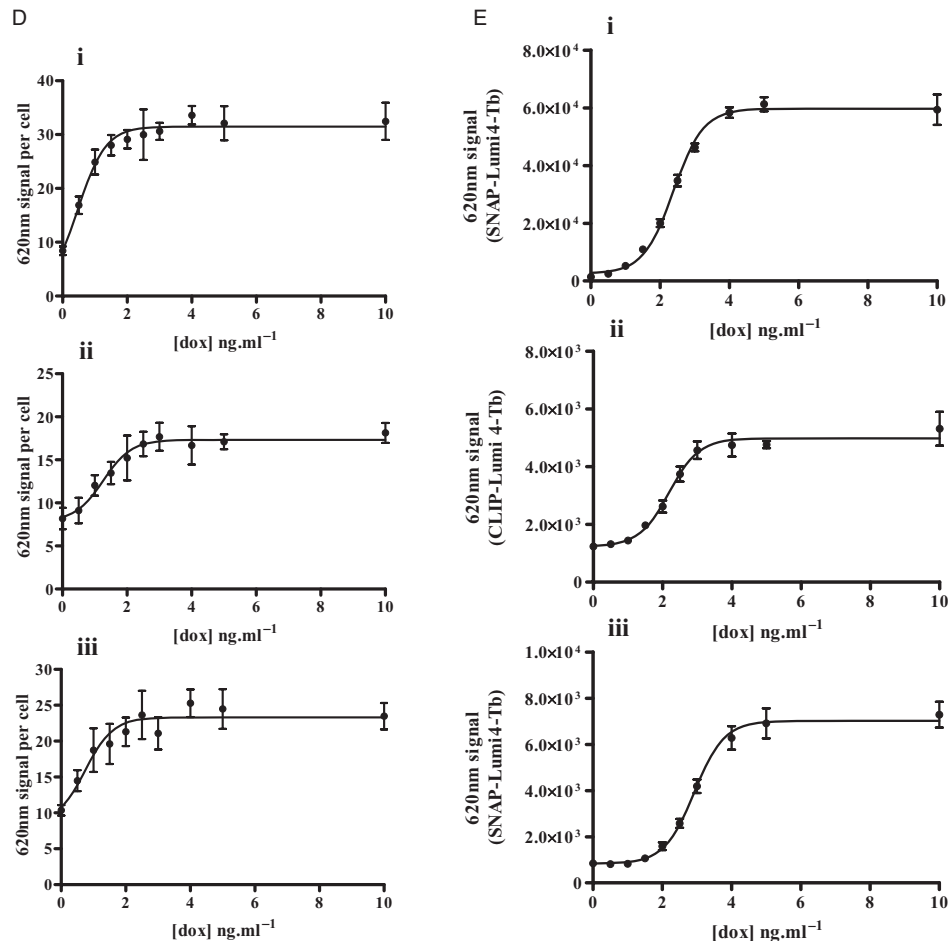 D
i
620nm signal per cell
40
30
20
10
0
0 2 4 6 8 10
[dox] ng.ml−1
ii
620nm signal per cell
25
20
15
10
5
0
0 2 4 6 8 10
[dox] ng.ml−1
iii
620nm signal per cell
30
25
20
15
10
5
0
0 2 4 6 8 10
[dox] ng.ml−1
E
i
620nm signal
(SNAP-Lumi4-Tb)
8.0×10⁴
6.0×10⁴
4.0×10⁴
2.0×10⁴
0
0 2 4 6 8 10
[dox] ng.ml−1
ii
620nm signal
(CLIP-Lumi 4-Tb)
8.0×10³
6.0×10³
4.0×10³
2.0×10³
0
0 2 4 6 8 10
[dox] ng.ml−1
iii
620nm signal
(SNAP-Lumi4-Tb)
1.0×10⁴
8.0×10³
6.0×10³
4.0×10³
2.0×10³
0
0 2 4 6 8 10
[dox] ng.ml−1